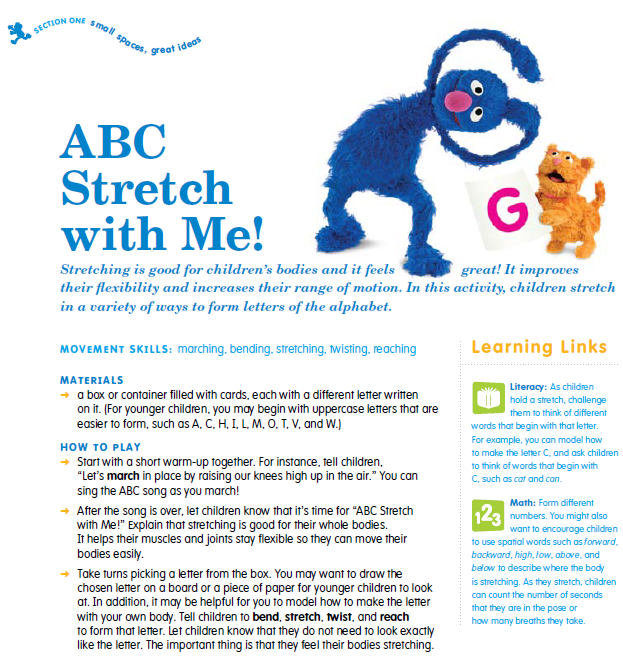 SECTION ONE small spaces, great ideas
ABC
Stretch
with Me!
G
Stretching is good for children's bodies and it feels great! It improves
their flexibility and increases their range of motion. In this activity, children stretch
in a variety of ways to form letters of the alphabet.
MOVEMENT SKILLS: marching, bending, stretching, twisting, reaching
MATERIALS
→ a box or container filled with cards, each with a different letter written
on it. (For younger children, you may begin with uppercase letters that are
easier to form, such as A, C, H, I, L, M, O, T, V, and W.)
HOW TO PLAY
→ Start with a short warm-up together. For instance, tell children,
"Let's march in place by raising our knees high up in the air." You can
sing the ABC song as you march!
→ After the song is over, let children know that it's time for "ABC Stretch
with Me!" Explain that stretching is good for their whole bodies.
It helps their muscles and joints stay flexible so they can move their
bodies easily.
→ Take turns picking a letter from the box. You may want to draw the
chosen letter on a board or a piece of paper for younger children to look
at. In addition, it may be helpful for you to model how to make the letter
with your own body. Tell children to bend, stretch, twist, and reach
to form that letter. Let children know that they do not need to look exactly
like the letter. The important thing is that they feel their bodies stretching.
Learning Links
Literacy: As children
hold a stretch, challenge
them to think of different
words that begin with that letter.
For example, you can model how
to make the letter C, and ask children
to think of words that begin with
C, such as cat and can.
123
Math: Form different
numbers. You might also
want to encourage children
to use spatial words such as forward,
backward, high, low, above, and
below to describe where the body
is stretching. As they stretch, children
can count the number of seconds
that they are in the pose or
how many breaths they take.